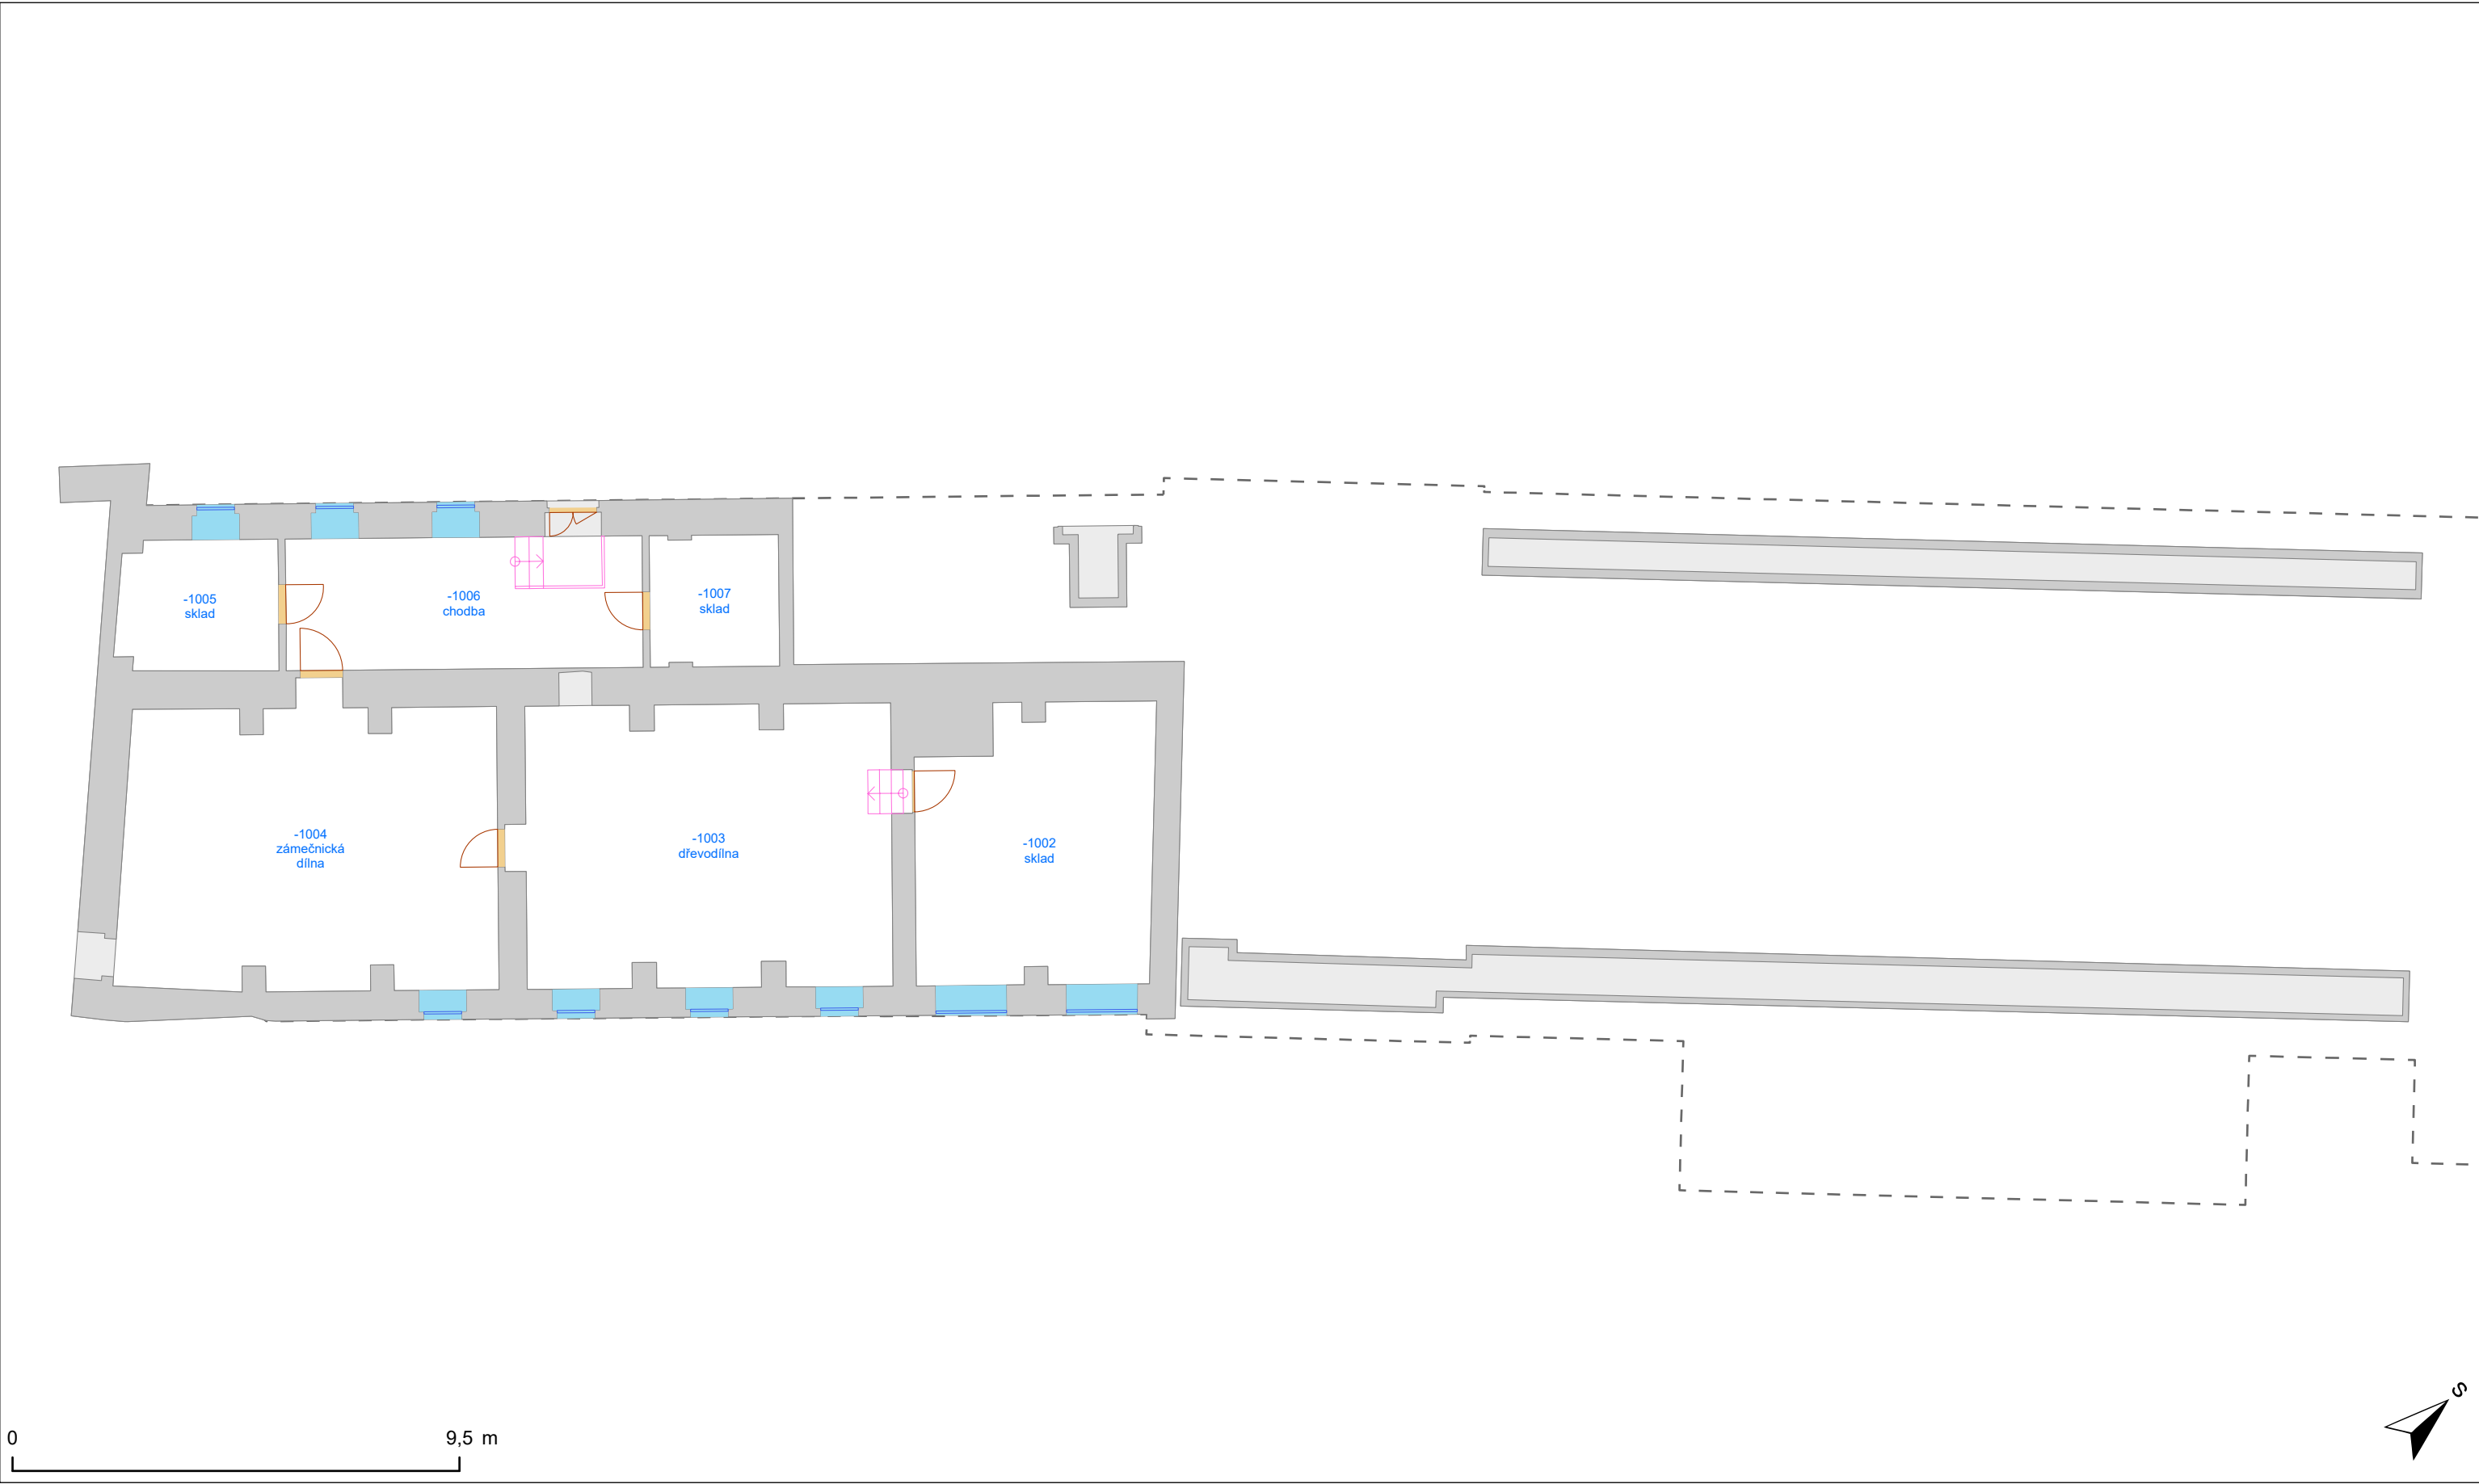 -1005
sklad
-1006
chodba
-1007
sklad
-1004
zámečnická
dílna
-1003
dřevodílna
-1002
sklad
S
0
9,5 m